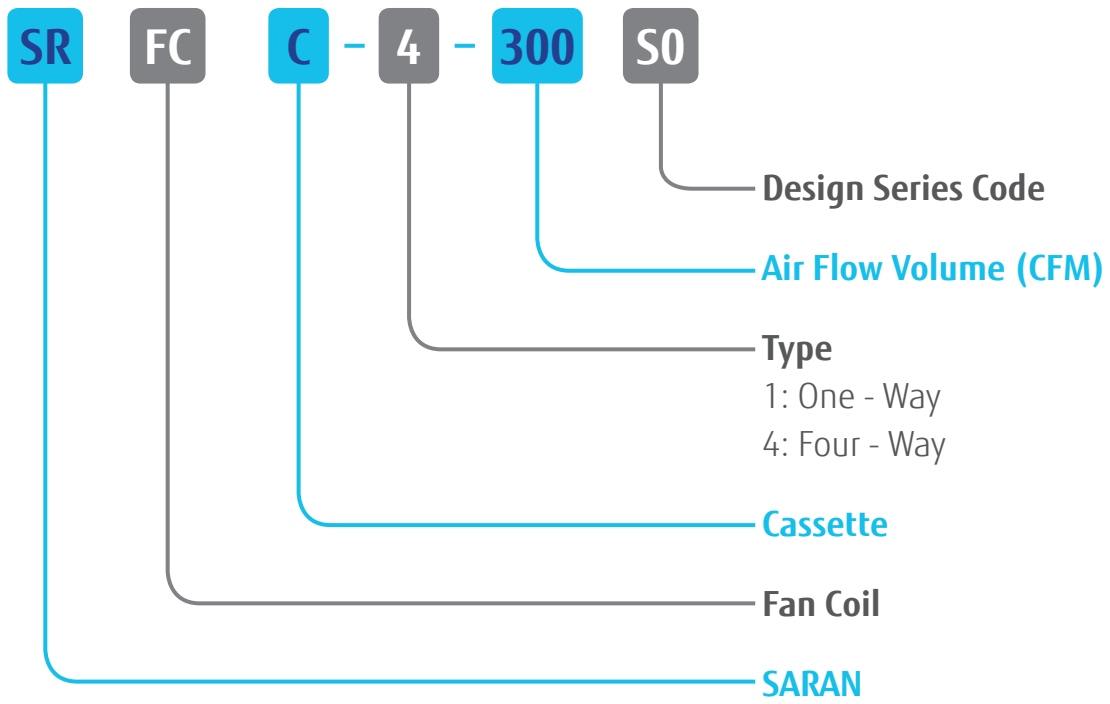 SR FC C - 4 - 300 S0
Design Series Code
Air Flow Volume (CFM)
Type
1: One - Way
4: Four - Way
Cassette
Fan Coil
SARAN